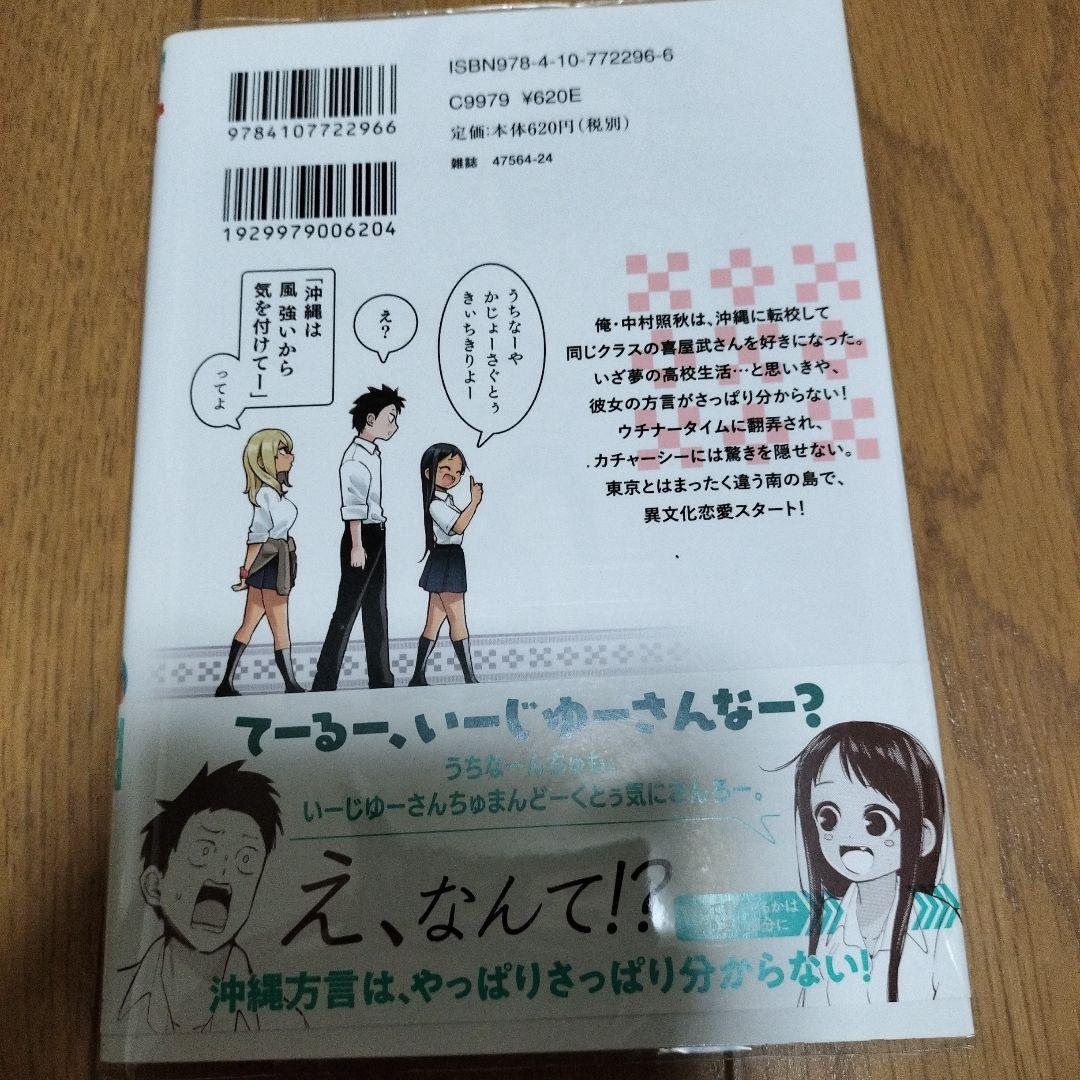 ISBN978-4-10-772296-6
C9979 ¥620E
定価:本体620円(税別)
雑誌 47564-24
9784107722966
1929979006204
うちなーや
かじょーさぐとぅ
きぃちきりよー
え?
「沖縄は
風強いから
気を付けてー」
ってよ
俺・中村照秋は、沖縄に転校して
同じクラスの喜屋武さんを好きになった。
いざ夢の高校生活…と思いきや、
彼女の方言がさっぱり分からない!
ウチナータイムに翻弄され、
カチャーシーには驚きを隠せない。
東京とはまったく違う南の島で、
異文化恋愛スタート!
てーるー、いーじゆーさんなー?
いーじゆーさんちゅまんどーくとぅ気にさんろー。
え、なんて!?
沖縄方言は、やっぱりさっぱり分からない!